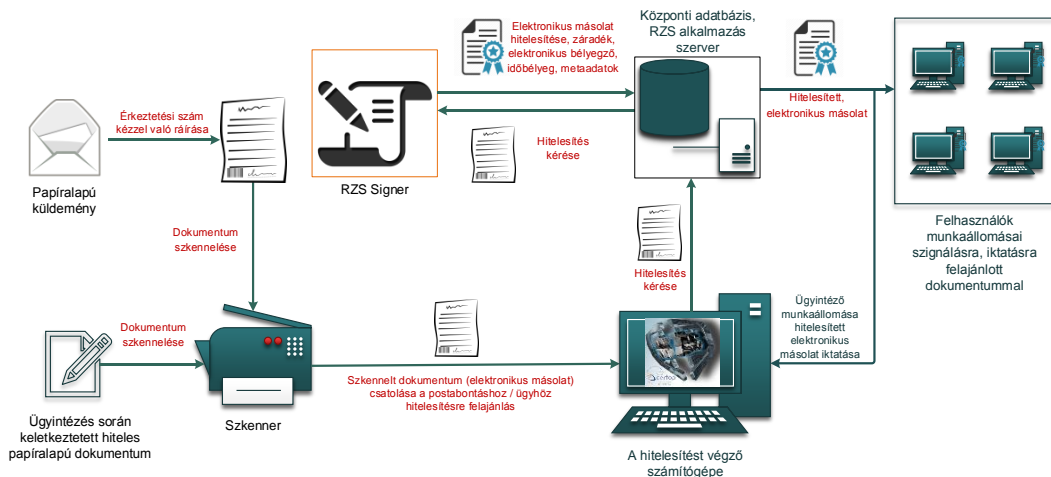 Elektronikus másolat
hitelesítése, záradék,
elektronikus bélyegző,
időbélyeg, metaadatok
Központi adatbázis,
RZS alkalmazás
szerver
Érkeztetési szám
kézzel való ráírása
Hitelesített,
elektronikus másolat
Hitelesítés
kérése
Papíralapú
küldemény
RZS Signer
Felhasználók
munkaállomásai
szignálásra, iktatásra
felajánlott
dokumentummal
Dokumentum
szkennelése
Hitelesítés
kérése
Ügyintéző
munkaállomása
hitelesített
elektronikus
másolat iktatása
Dokumentum
szkennelése
Szkennelt dokumentum (elektronikus másolat)
csatolása a postabontáshoz / ügyhöz
hitelesítésre felajánlás
Ügyintézés során
keletkeztetett hiteles
papíralapú dokumentum
Szkenner
A hitelesítést végző
számítógépe